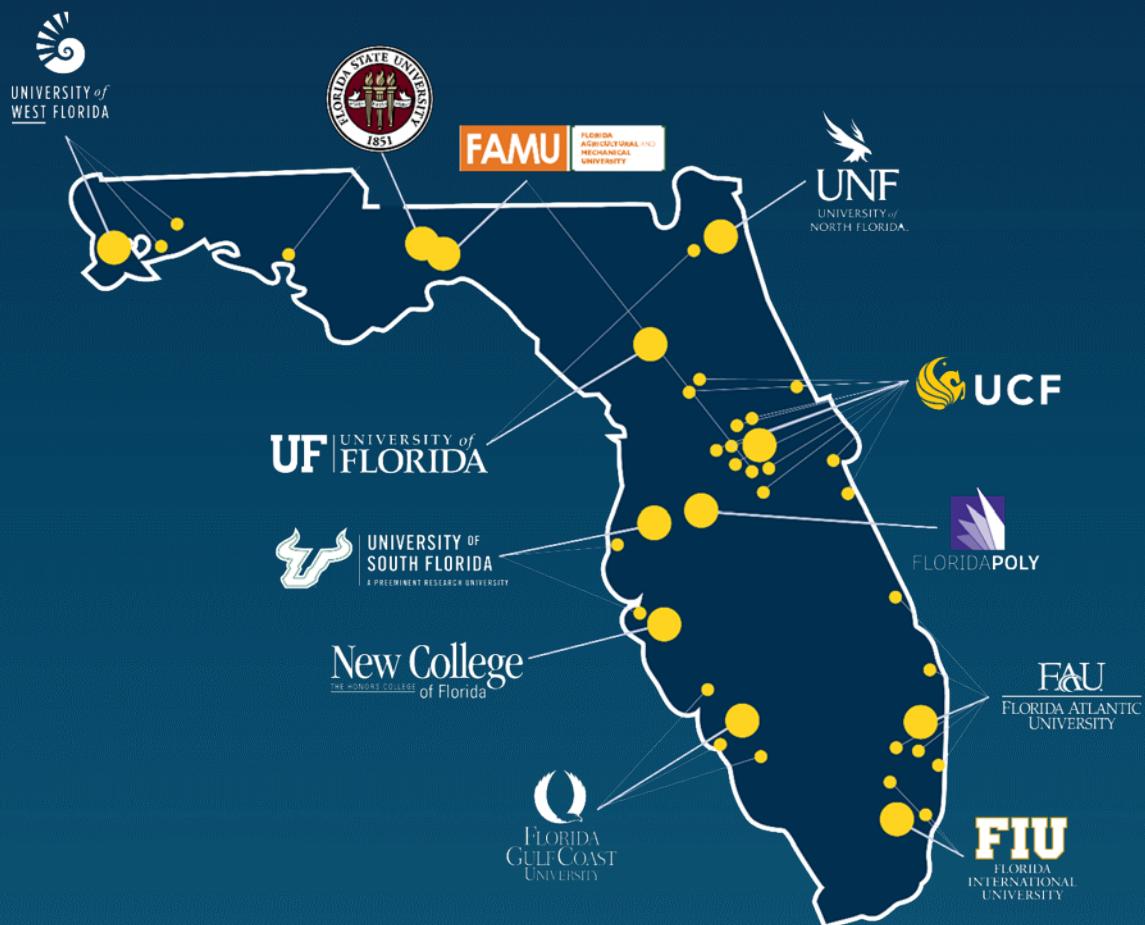 UNIVERSITY of
WEST FLORIDA
FLORIDA STATE UNIVERSITY
1851
FAMU
FLORIDA
AGRICULTURAL AND
MECHANICAL
UNIVERSITY
UNF
UNIVERSITY of
NORTH FLORIDA.
UCF
UF UNIVERSITY of
FLORIDA
FLORIDAPOLY
UNIVERSITY OF
SOUTH FLORIDA
A PREEMINENT RESEARCH UNIVERSITY
New College
THE HONORS COLLEGE of Florida
FAU
FLORIDA ATLANTIC
UNIVERSITY
FLORIDA
GULF COAST
UNIVERSITY
FIU
FLORIDA
INTERNATIONAL
UNIVERSITY